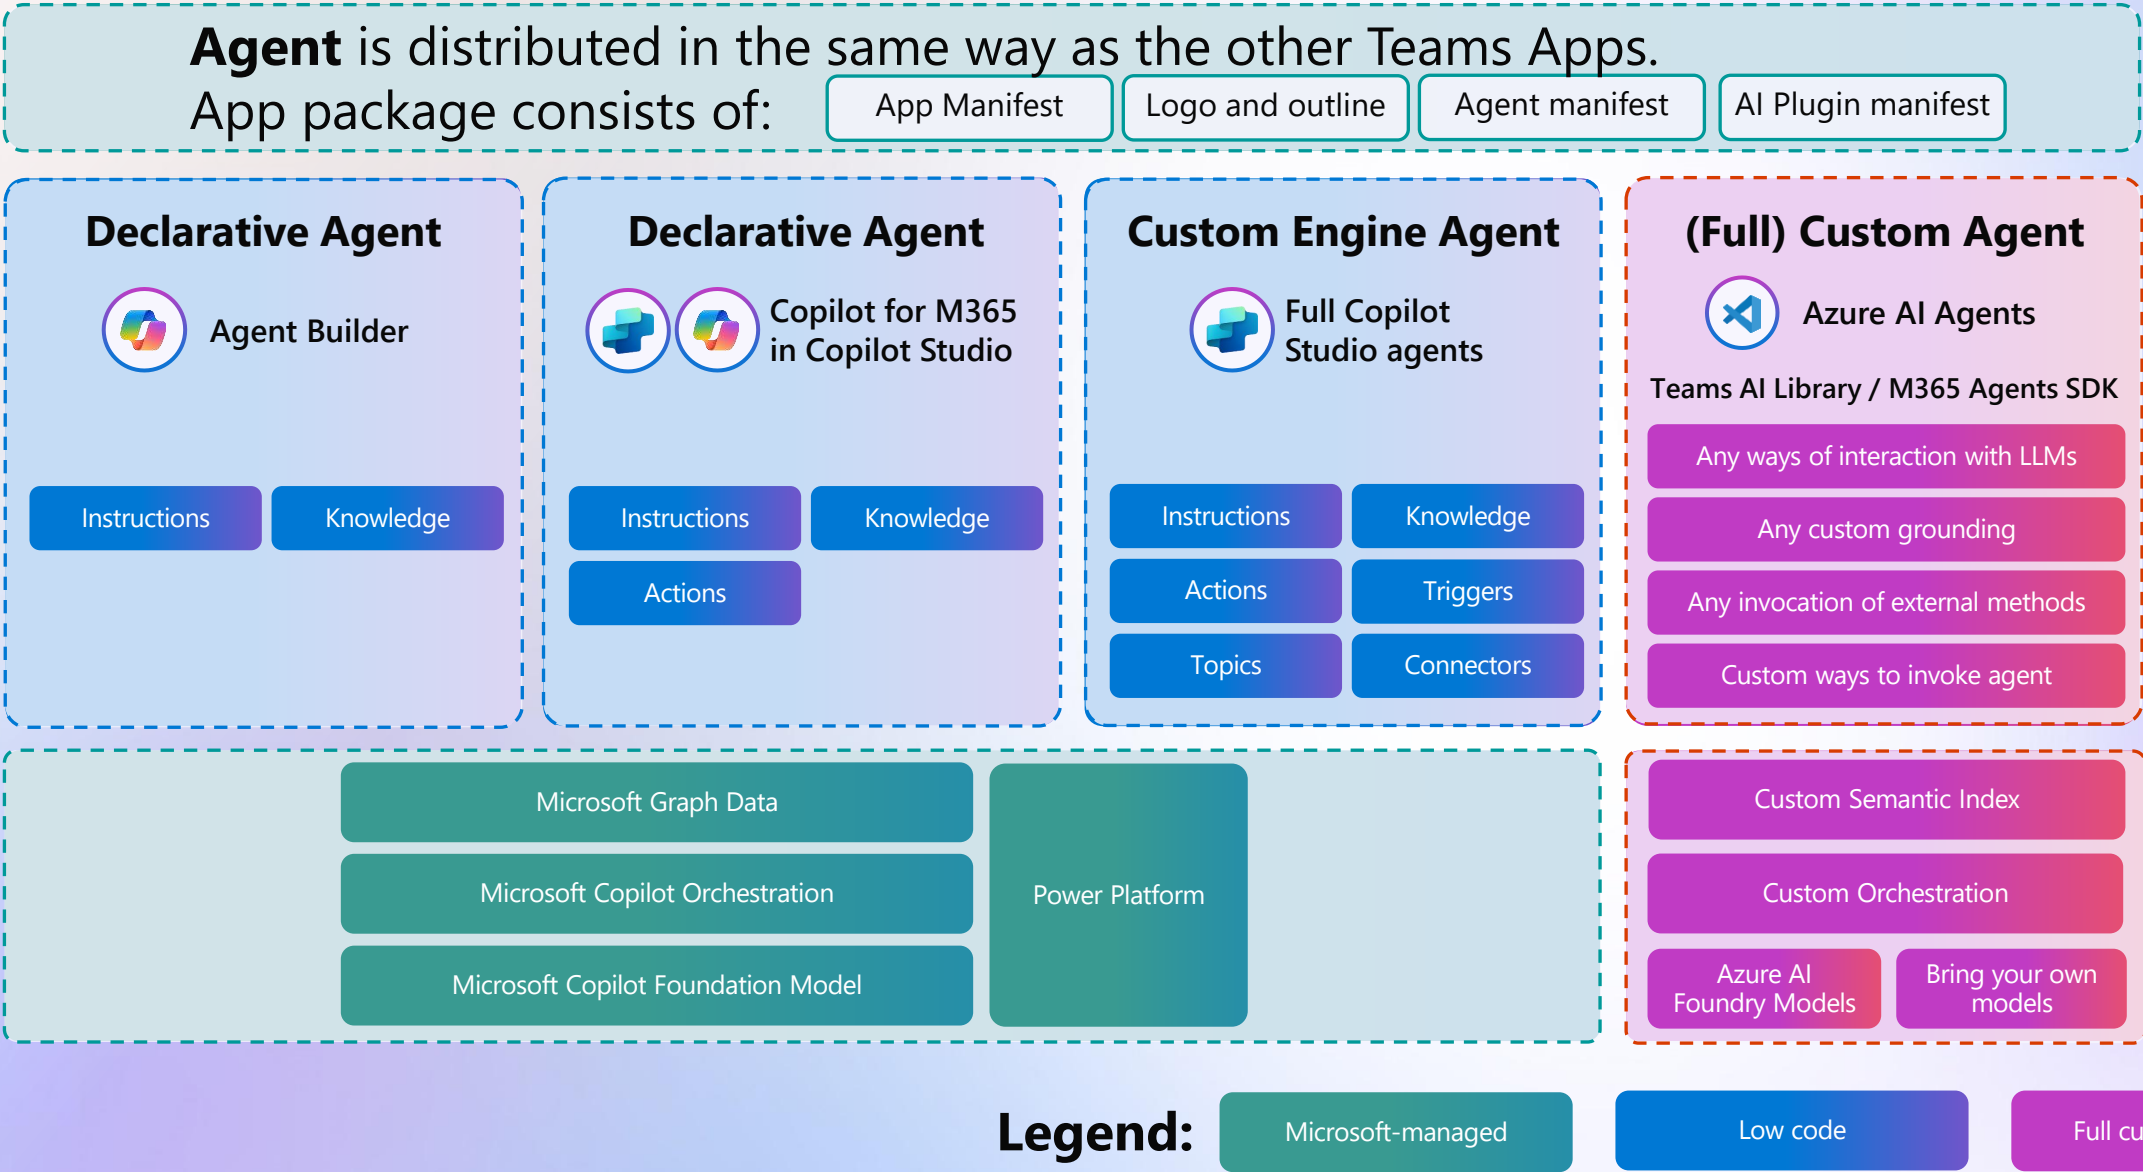 Agent is distributed in the same way as the other Teams Apps.
App package consists of:
App Manifest
Logo and outline
Agent manifest
AI Plugin manifest
Declarative Agent
Agent Builder
Instructions
Knowledge
Declarative Agent
Copilot for M365
in Copilot Studio
Instructions
Knowledge
Actions
Custom Engine Agent
Full Copilot
Studio agents
Instructions
Knowledge
Actions
Triggers
Topics
Connectors
(Full) Custom Agent
Azure AI Agents
Teams AI Library / M365 Agents SDK
Any ways of interaction with LLMs
Any custom grounding
Any invocation of external methods
Custom ways to invoke agent
Microsoft Graph Data
Microsoft Copilot Orchestration
Microsoft Copilot Foundation Model
Power Platform
Custom Semantic Index
Custom Orchestration
Azure AI
Foundry Models
Bring your own
models
Legend:
Microsoft-managed
Low code
Full